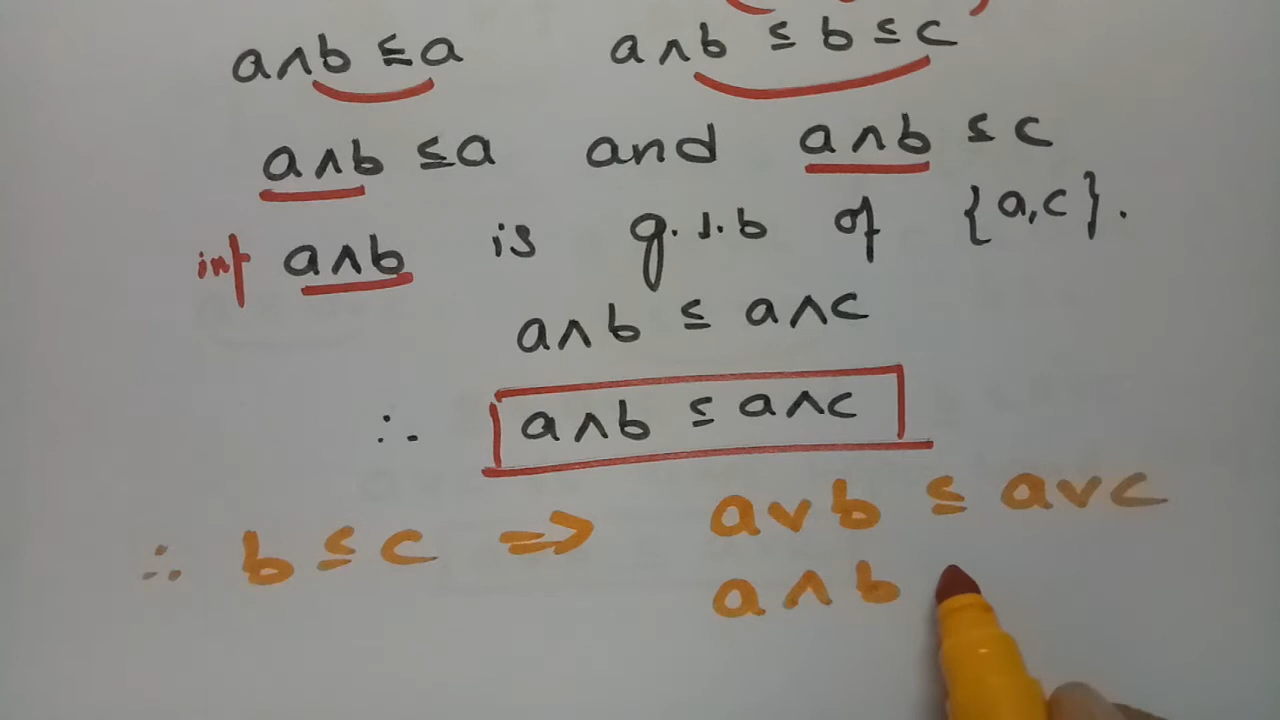 a∧b ≤ a a∧b ≤ b ≤ c
a∧b ≤ a and a∧b ≤ c
inf a∧b is g.l.b of {a,c}.
a∧b ≤ a∧c
∴ a∧b ≤ a∧c
∴ b ≤ c ⇒ a∨b ≤ a∨c
a∧b